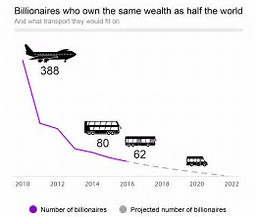 Billionaires who own the same wealth as half the world
And what transport they would fit on
388
80
62
2010 2012 2014 2016 2018 2020 2022
Number of billionaires Projected number of billionaires